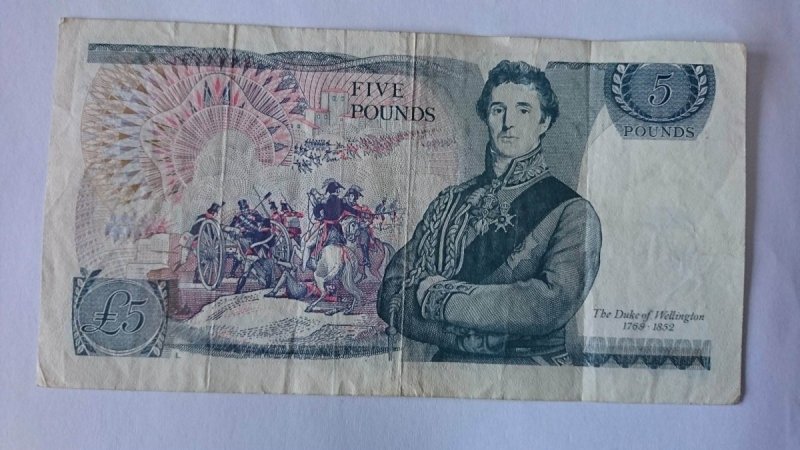 FIVE
POUNDS
5
POUNDS
The Duke of Wellington
1769-1852
£5
L